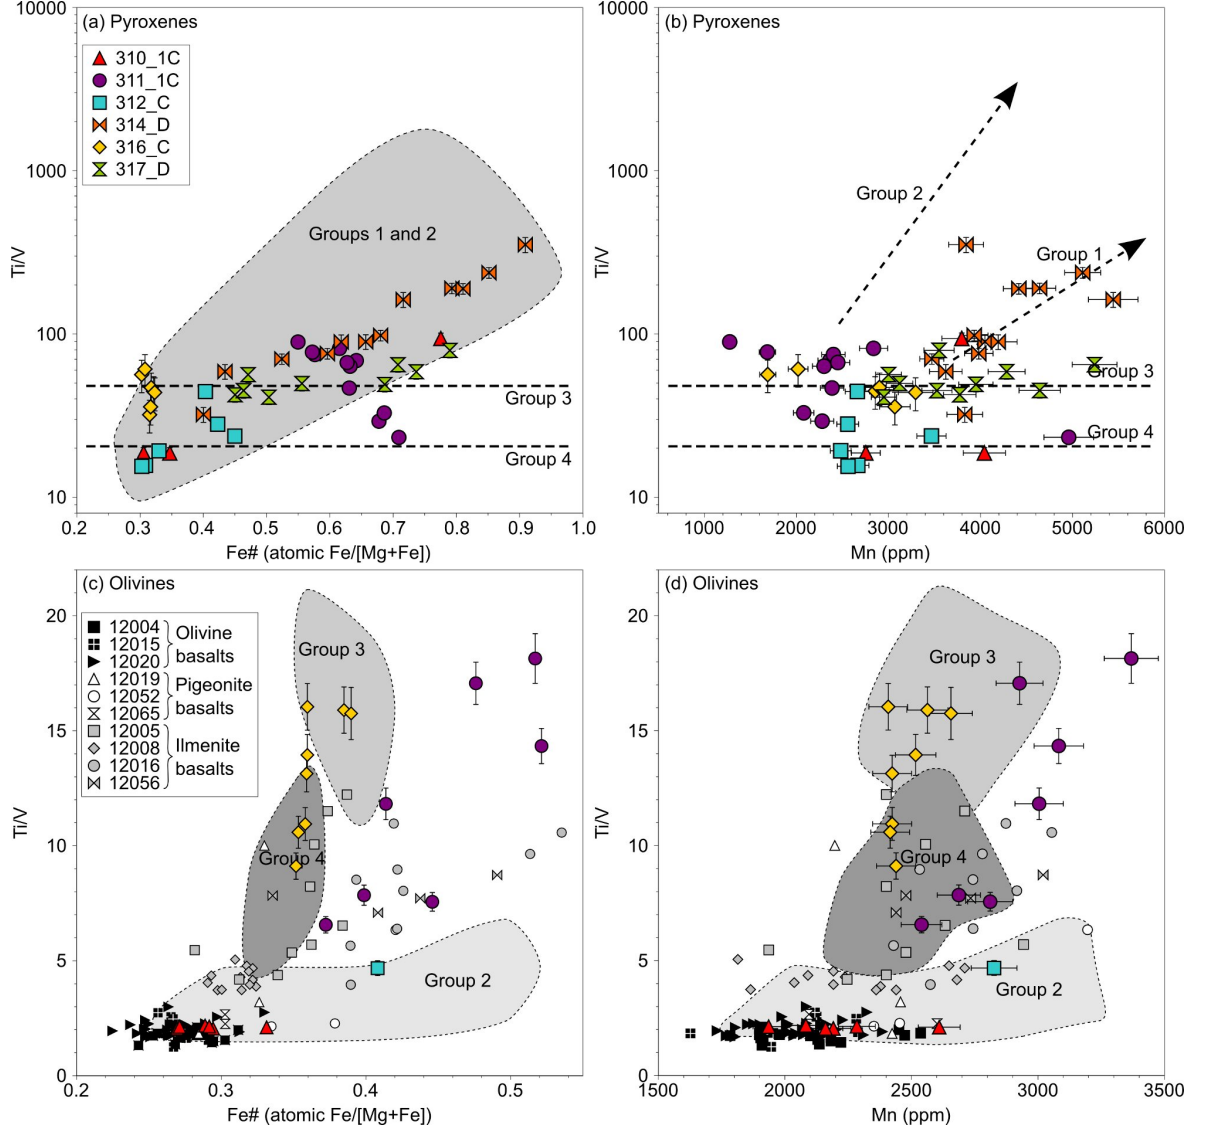 (a) Pyroxenes
10000
1000
100
10
Ti/V
310_1C
311_1C
312_C
314_D
316_C
317_D
Groups 1 and 2
Group 3
Group 4
0.2 0.3 0.4 0.5 0.6 0.7 0.8 0.9 1.0
Fe# (atomic Fe/[Mg+Fe])
(b) Pyroxenes
10000
1000
100
10
Ti/V
Group 2
Group 1
Group 3
Group 4
1000 2000 3000 4000 5000 6000
Mn (ppm)
(c) Olivines
20
15
10
5
0
Ti/V
12004
12015
12020
Olivine
basalts
12019
12052
12065
Pigeonite
basalts
12005
12008
12016
12056
Ilmenite
basalts
Group 3
Group 4
Group 2
0.2 0.3 0.4 0.5
Fe# (atomic Fe/[Mg+Fe])
(d) Olivines
20
15
10
5
0
Ti/V
Group 3
Group 4
Group 2
1500 2000 2500 3000 3500
Mn (ppm)